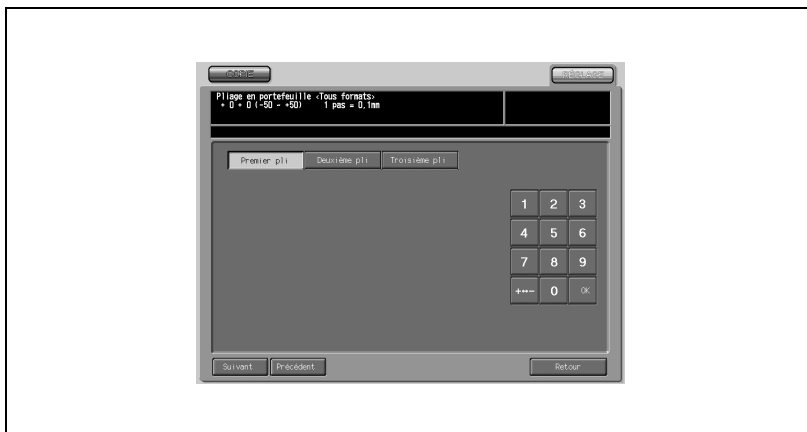 COPIE RÉGLAGE
Pliage en portefeuille <Tous formats>
+ 0 + 0 (-50 ~ +50) 1 pas = 0,1mm
Premier pli Deuxième pli Troisième pli
1 2 3
4 5 6
7 8 9
+↔- 0 OK
Suivant Précédent Retour